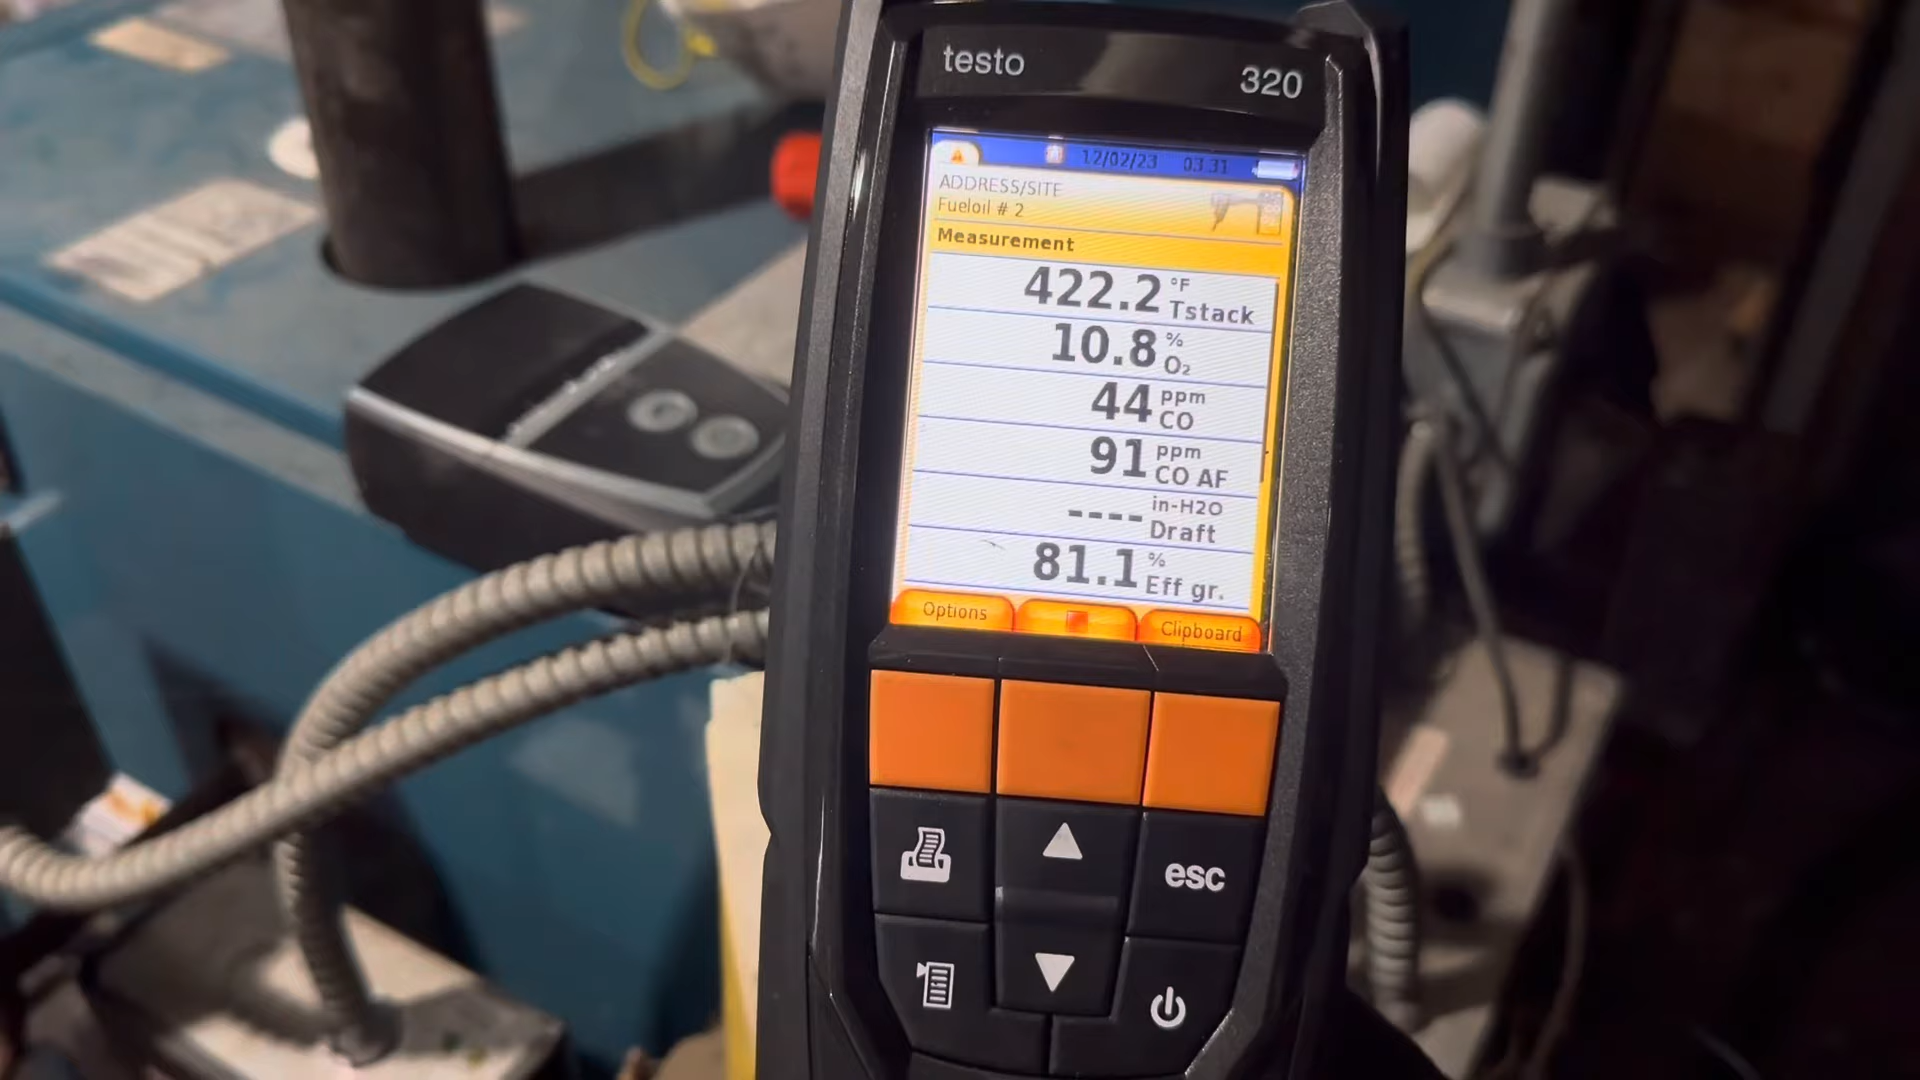 testo 320
12/02/23 03:31
ADDRESS/SITE
Fueloil # 2
Measurement
422.2 °F Tstack
10.8 % O₂
44 ppm CO
91 ppm CO AF
---- in-H2O Draft
81.1 % Eff gr.
Options Clipboard
esc